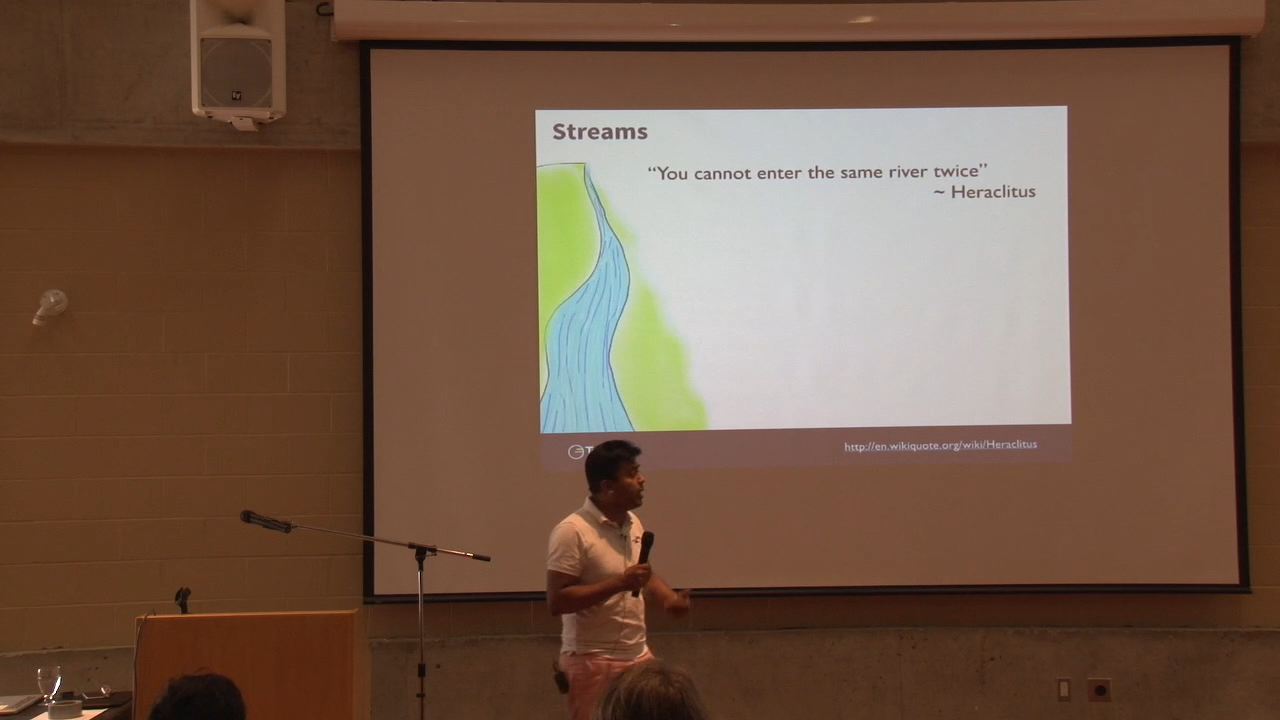 Streams
“You cannot enter the same river twice”
~ Heraclitus
http://en.wikiquote.org/wiki/Heraclitus